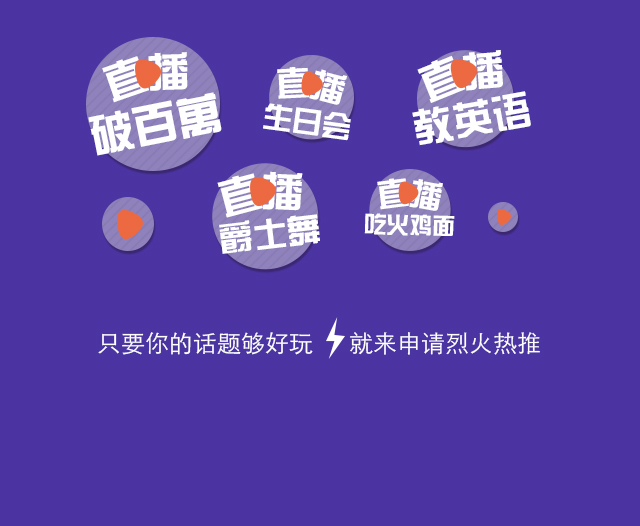 直播
破百萬
直播
生日会
直播
教英语
直播
爵士舞
直播
吃火鸡面
只要你的话题够好玩 就来申请烈火热推